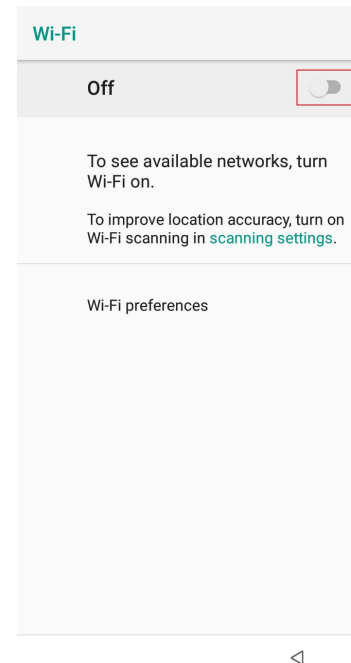 Wi-Fi
Off
To see available networks, turn
Wi-Fi on.
To improve location accuracy, turn on
Wi-Fi scanning in scanning settings.
Wi-Fi preferences